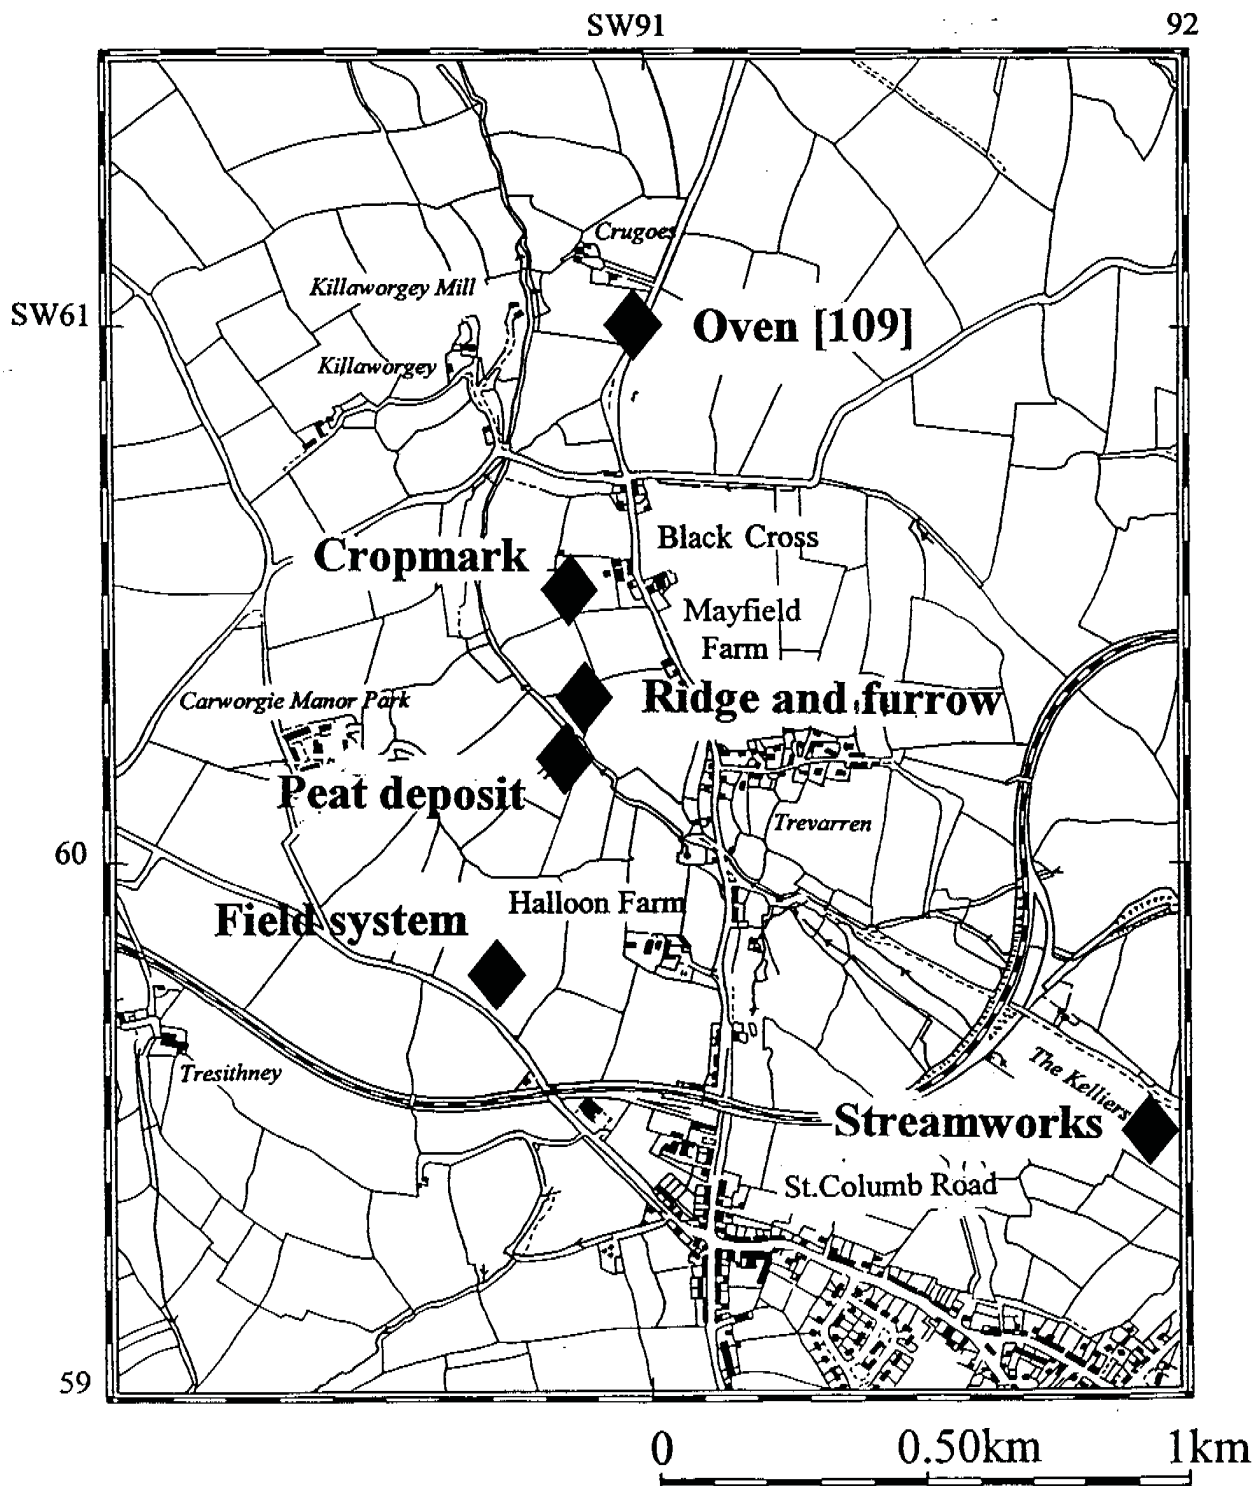 SW91
92
Crugoes
Killaworgey Mill
SW61
Oven [109]
Killaworgey
Black Cross
Cropmark
Mayfield
Farm
Carworgie Manor Park
Ridge and furrow
Peat deposit
Trevarren
60
Halloon Farm
Field system
The Kelliers
Tresithney
Streamworks
St.Columb Road
59
0
0.50km
1km